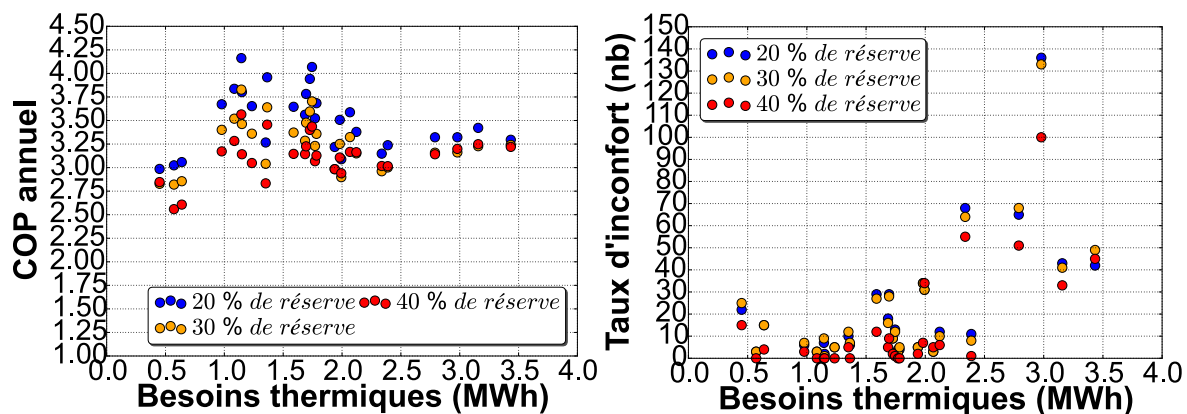 4.50
4.25
4.00
3.75
3.50
3.25
3.00
2.75
2.50
2.25
2.00
1.75
1.50
1.25
1.00
COP annuel
20 % de réserve
30 % de réserve
40 % de réserve
0.0 0.5 1.0 1.5 2.0 2.5 3.0 3.5 4.0
Besoins thermiques (MWh)
150
140
130
120
110
100
90
80
70
60
50
40
30
20
10
0
Taux d'inconfort (nb)
20 % de réserve
30 % de réserve
40 % de réserve
0.0 0.5 1.0 1.5 2.0 2.5 3.0 3.5 4.0
Besoins thermiques (MWh)